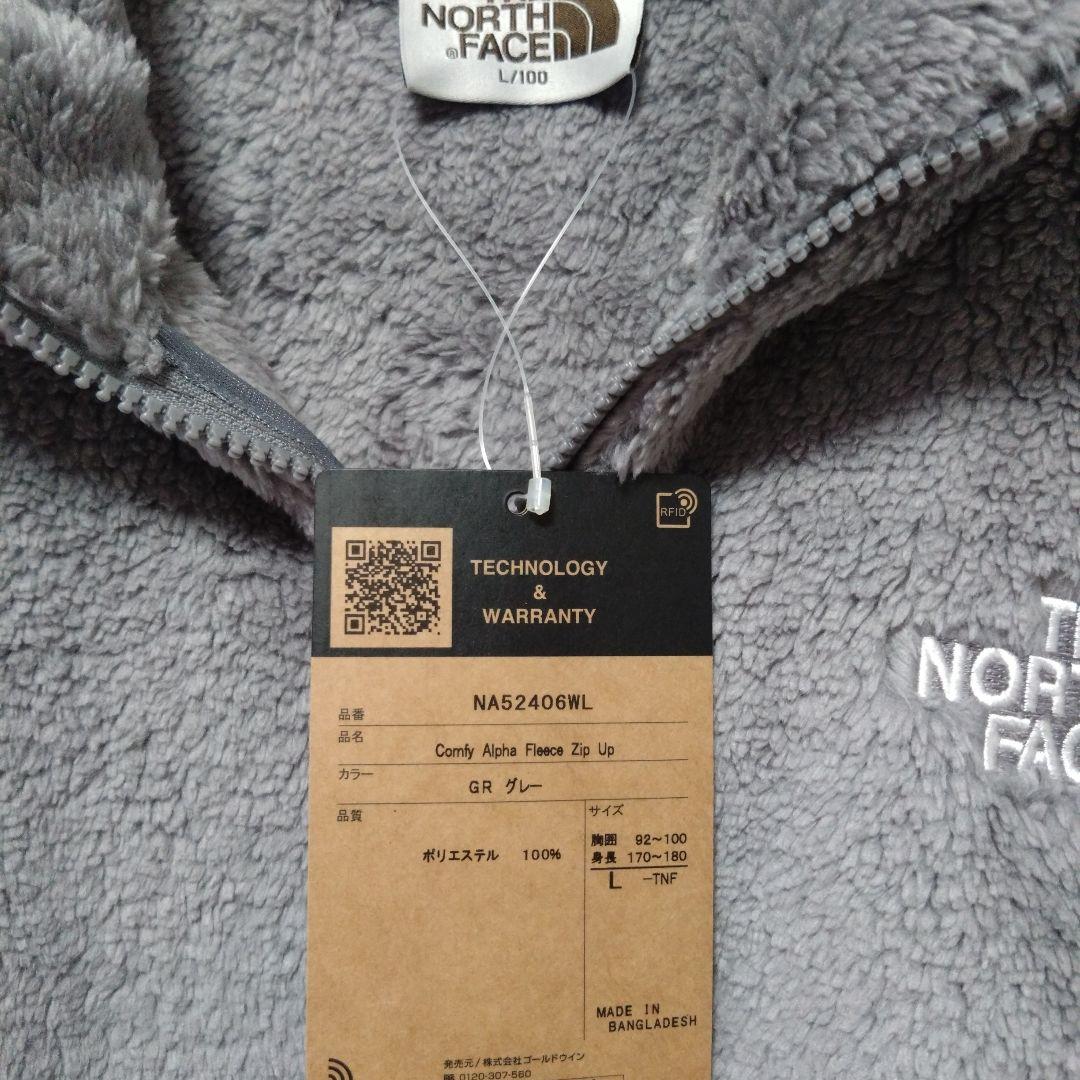 THE
NORTH
® FACE
L/100
RFID
TECHNOLOGY
&
WARRANTY
品番 NA52406WL
品名 Comfy Alpha Fleece Zip Up
カラー GR グレー
品質
ポリエステル 100%
サイズ
胸囲 92〜100
身長 170〜180
L -TNF
MADE IN
BANGLADESH
発売元/株式会社ゴールドウイン
0120-307-560
NORT
FAC